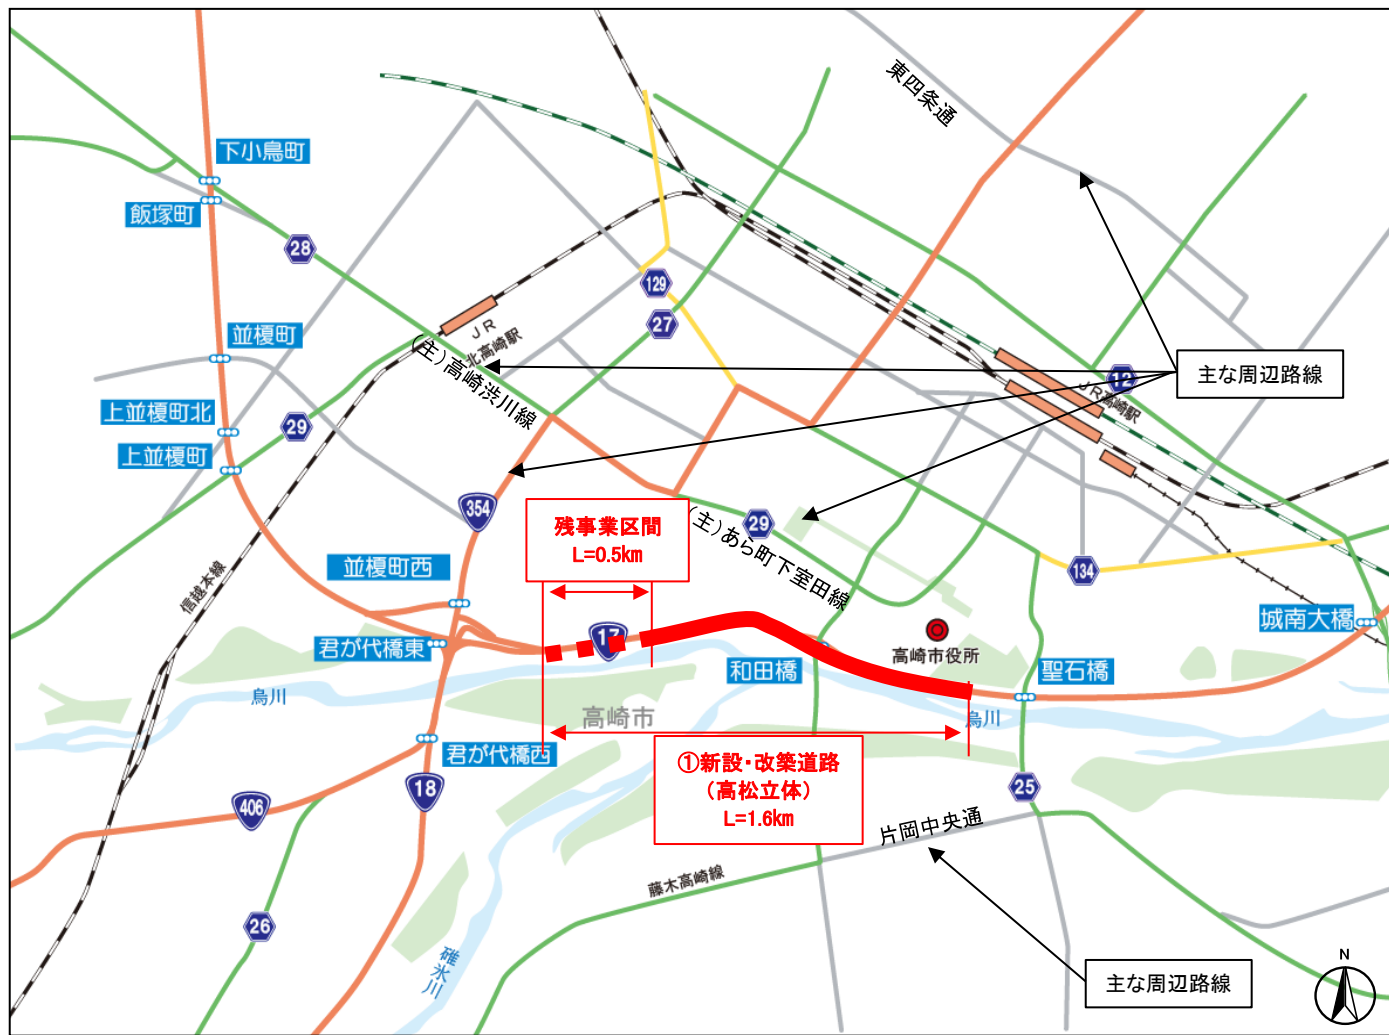 東四条通
下小鳥町
飯塚町
28
129
27
並榎町
JR
北高崎駅
(主)高崎渋川線
12
JR高崎駅
主な周辺路線
上並榎町北
29
上並榎町
354
残事業区間
L=0.5km
(主)あら町下室田線
29
134
信越本線
並榎町西
君が代橋東
17
和田橋
高崎市役所
聖石橋
城南大橋
烏川
高崎市
烏川
君が代橋西
①新設・改築道路
(高松立体)
L=1.6km
18
406
25
片岡中央通
藤木高崎線
26
碓氷川
主な周辺路線
N